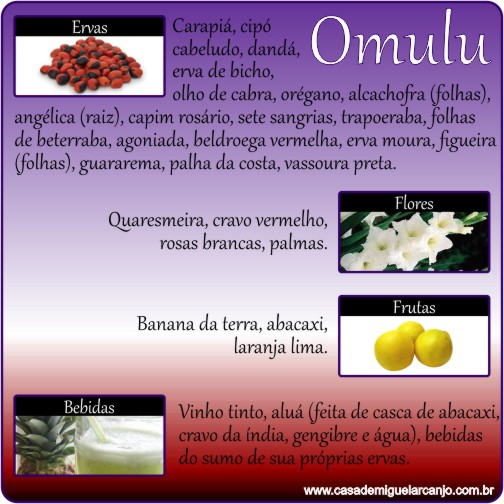 Omulu
Ervas
Carapiá, cipó
cabeludo, dandá,
erva de bicho,
olho de cabra, orégano, alcachofra (folhas),
angélica (raiz), capim rosário, sete sangrias, trapoeraba, folhas
de beterraba, agoniada, beldroega vermelha, erva moura, figueira
(folhas), guararema, palha da costa, vassoura preta.
Flores
Quaresmeira, cravo vermelho,
rosas brancas, palmas.
Frutas
Banana da terra, abacaxi,
laranja lima.
Bebidas
Vinho tinto, aluá (feita de casca de abacaxi,
cravo da índia, gengibre e água), bebidas
do sumo de sua próprias ervas.
www.casademiguelarcanjo.com.br